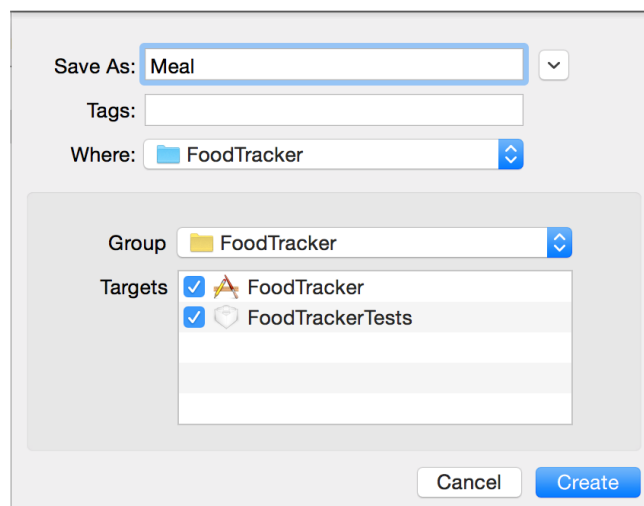 Save As: Meal
Tags:
Where: FoodTracker
Group FoodTracker
Targets FoodTracker
FoodTrackerTests
Cancel Create